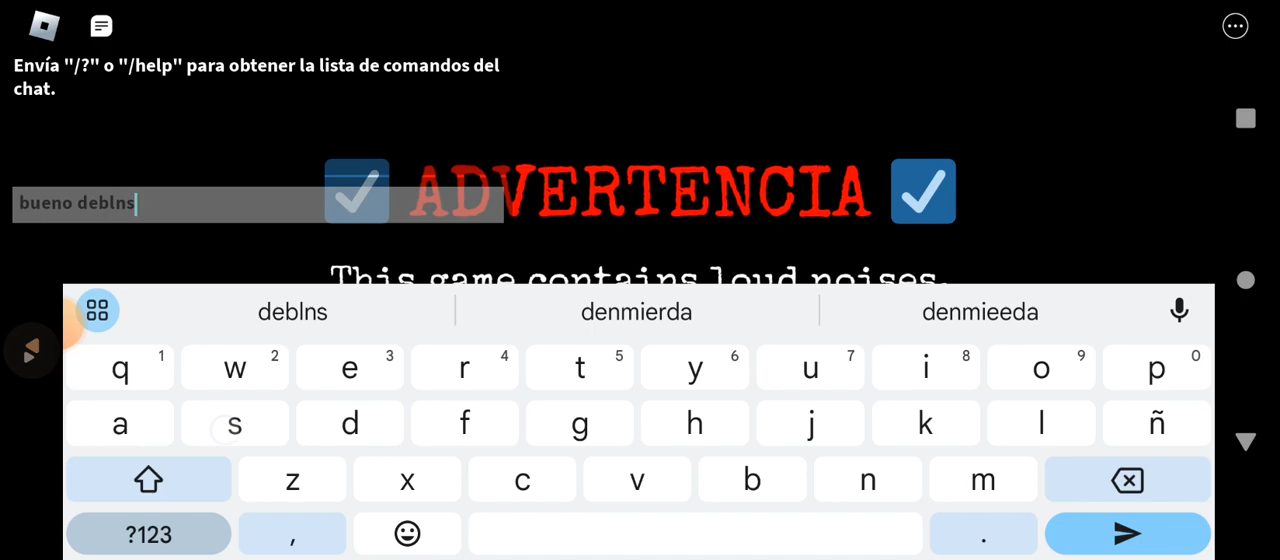 Envía "/?" o "/help" para obtener la lista de comandos del
chat.
ADVERTENCIA
bueno deblns
This game contains loud noises.
deblns denmierda denmieeda
q 1 w 2 e 3 r 4 t 5 y 6 u 7 i 8 o 9 p 0
a s d f g h j k l ñ
z x c v b n m
?123 , .